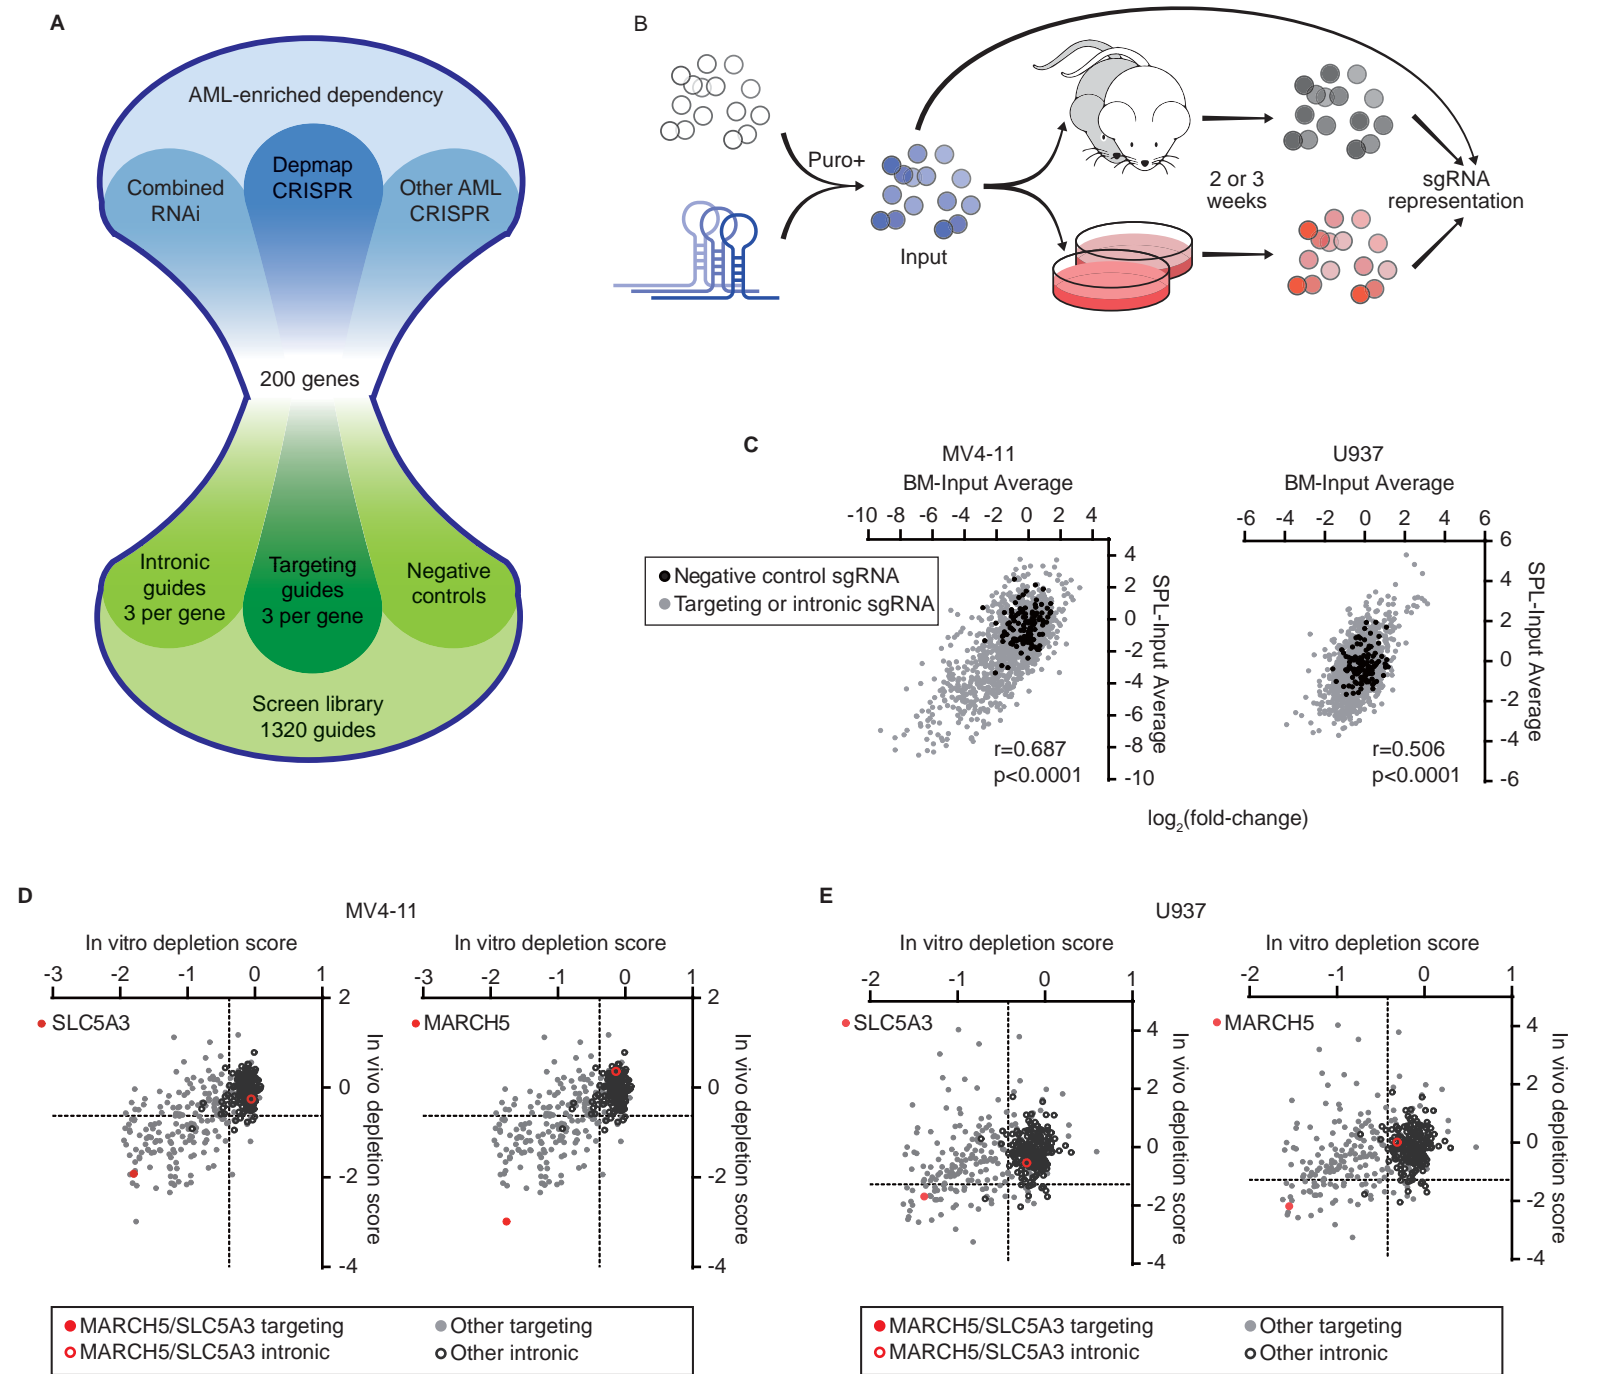 A
AML-enriched dependency
Combined
RNAi
Depmap
CRISPR
Other AML
CRISPR
200 genes
Intronic
guides
3 per gene
Targeting
guides
3 per gene
Negative
controls
Screen library
1320 guides
B
Puro+
Input
2 or 3
weeks
sgRNA
representation
C
MV4-11
BM-Input Average
-10 -8 -6 -4 -2 0 2 4
4
2
0
-2
-4
-6
-8
-10
SPL-Input Average
Negative control sgRNA
Targeting or intronic sgRNA
r=0.687
p<0.0001
U937
BM-Input Average
-6 -4 -2 0 2 4 6
6
4
2
0
-2
-4
-6
SPL-Input Average
r=0.506
p<0.0001
log2(fold-change)
D
MV4-11
In vitro depletion score
-3 -2 -1 0 1
2
0
-2
-4
SLC5A3
In vivo depletion score
In vitro depletion score
-3 -2 -1 0 1
2
0
-2
-4
MARCH5
In vivo depletion score
MARCH5/SLC5A3 targeting
Other targeting
MARCH5/SLC5A3 intronic
Other intronic
E
U937
In vitro depletion score
-2 -1 0 1
4
2
0
-2
-4
SLC5A3
In vivo depletion score
In vitro depletion score
-2 -1 0 1
4
2
0
-2
-4
MARCH5
In vivo depletion score
MARCH5/SLC5A3 targeting
Other targeting
MARCH5/SLC5A3 intronic
Other intronic